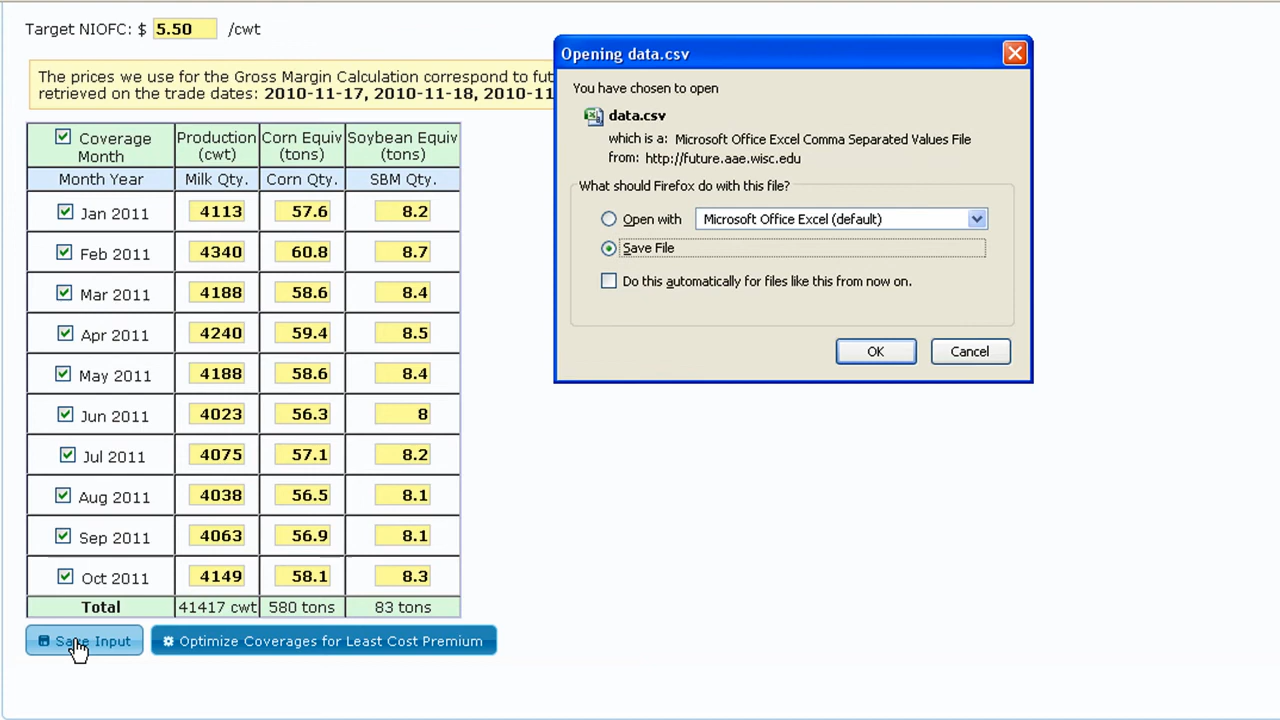 Target NIOFC: $ 5.50 /cwt
The prices we use for the Gross Margin Calculation correspond to fut
retrieved on the trade dates: 2010-11-17, 2010-11-18, 2010-11
Coverage Month Production (cwt) Corn Equiv (tons) Soybean Equiv (tons)
Month Year Milk Qty. Corn Qty. SBM Qty.
Jan 2011 4113 57.6 8.2
Feb 2011 4340 60.8 8.7
Mar 2011 4188 58.6 8.4
Apr 2011 4240 59.4 8.5
May 2011 4188 58.6 8.4
Jun 2011 4023 56.3 8
Jul 2011 4075 57.1 8.2
Aug 2011 4038 56.5 8.1
Sep 2011 4063 56.9 8.1
Oct 2011 4149 58.1 8.3
Total 41417 cwt 580 tons 83 tons
Save Input Optimize Coverages for Least Cost Premium
Opening data.csv
You have chosen to open
data.csv
which is a: Microsoft Office Excel Comma Separated Values File
from: http://future.aae.wisc.edu
What should Firefox do with this file?
Open with Microsoft Office Excel (default)
Save File
Do this automatically for files like this from now on.
OK Cancel